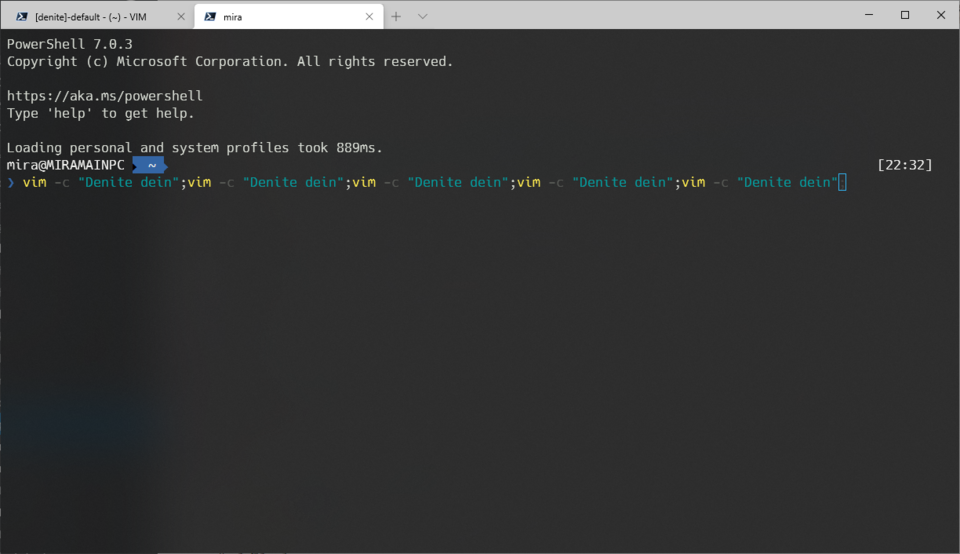 [denite]-default - (~) - VIM
mira
PowerShell 7.0.3
Copyright (c) Microsoft Corporation. All rights reserved.
https://aka.ms/powershell
Type 'help' to get help.
Loading personal and system profiles took 889ms.
mira@MIRAMAINPC ~ [22:32]
❯ vim -c "Denite dein";vim -c "Denite dein";vim -c "Denite dein";vim -c "Denite dein";vim -c "Denite dein";